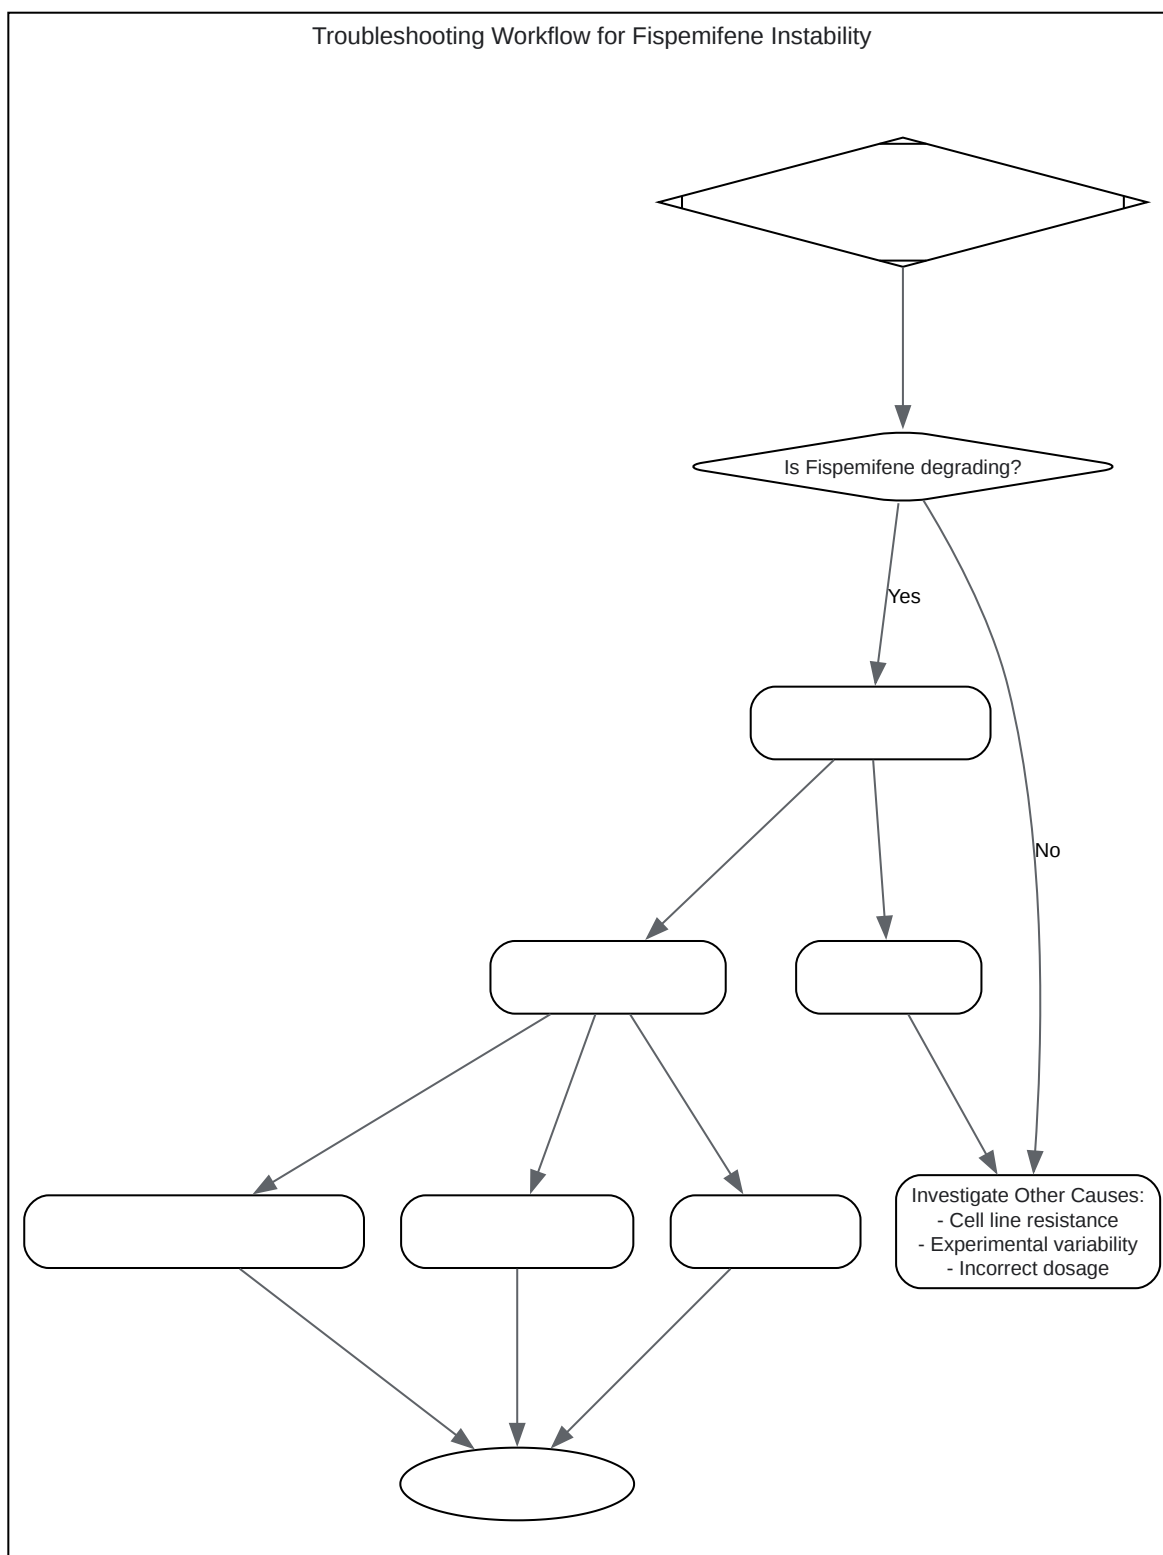 Troubleshooting Workflow for Fispemifene Instability
Is Fispemifene degrading?
Yes
No
Investigate Other Causes:
- Cell line resistance
- Experimental variability
- Incorrect dosage